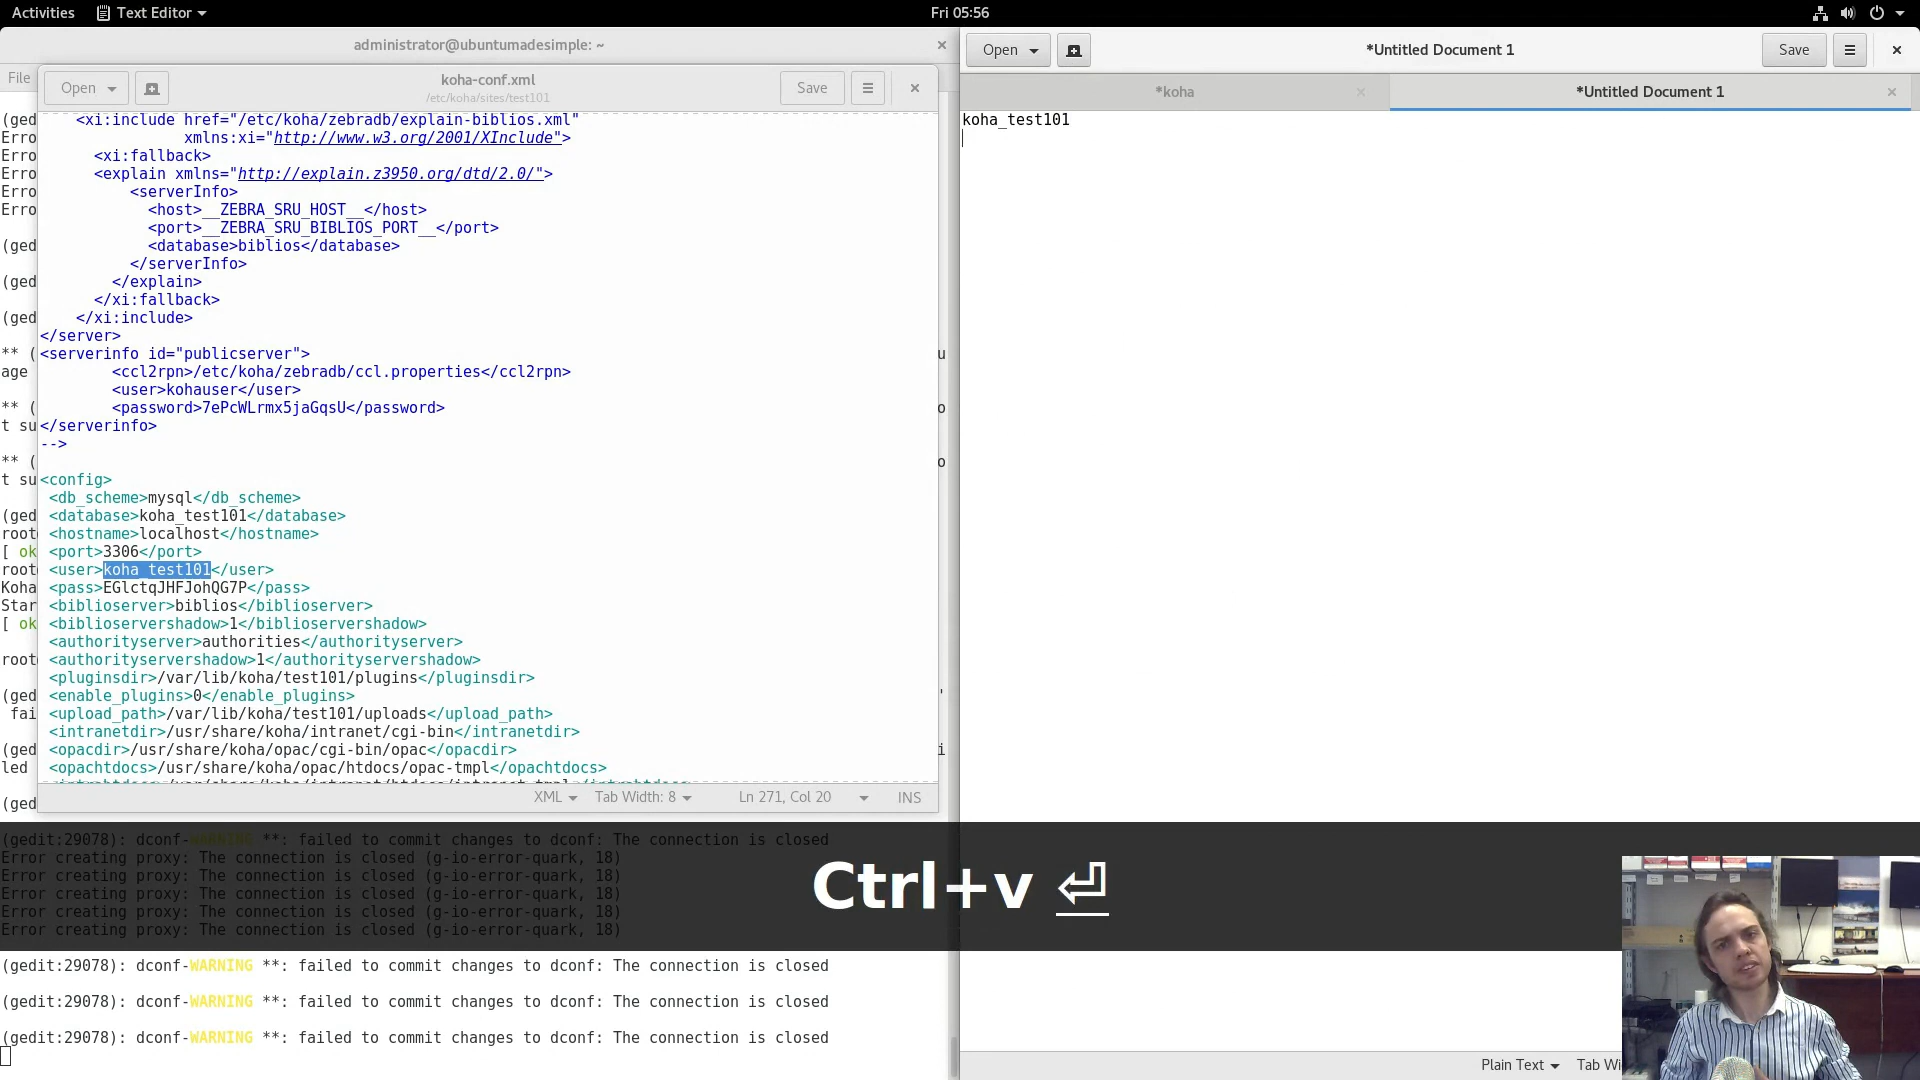 Activities
Text Editor
Fri 05:56
administrator@ubuntumadesimple: ~
File
Open
koha-conf.xml
/etc/koha/sites/test101
Save
<xi:include href="/etc/koha/zebradb/explain-biblios.xml"
xmlns:xi="http://www.w3.org/2001/XInclude">
<xi:fallback>
<explain xmlns="http://explain.z3950.org/dtd/2.0/">
<serverInfo>
<host>__ZEBRA_SRU_HOST__</host>
<port>__ZEBRA_SRU_BIBLIOS_PORT__</port>
<database>biblios</database>
</serverInfo>
</explain>
</xi:fallback>
</xi:include>
</server>
<serverinfo id="publicserver">
<ccl2rpn>/etc/koha/zebradb/ccl.properties</ccl2rpn>
<user>kohauser</user>
<password>7ePcWLrmx5jaGqsU</password>
</serverinfo>
-->
<config>
<db_scheme>mysql</db_scheme>
<database>koha_test101</database>
<hostname>localhost</hostname>
<port>3306</port>
<user>koha_test101</user>
<pass>EGlctqJHFJohQG7P</pass>
<biblioserver>biblios</biblioserver>
<biblioservershadow>1</biblioservershadow>
<authorityserver>authorities</authorityserver>
<authorityservershadow>1</authorityservershadow>
<pluginsdir>/var/lib/koha/test101/plugins</pluginsdir>
<enable_plugins>0</enable_plugins>
<upload_path>/var/lib/koha/test101/uploads</upload_path>
<intranetdir>/usr/share/koha/intranet/cgi-bin</intranetdir>
<opacdir>/usr/share/koha/opac/cgi-bin/opac</opacdir>
<opachtdocs>/usr/share/koha/opac/htdocs/opac-tmpl</opachtdocs>
XML
Tab Width: 8
Ln 271, Col 20
INS
(gedit:29078): dconf-WARNING **: failed to commit changes to dconf: The connection is closed
Error creating proxy: The connection is closed (g-io-error-quark, 18)
Error creating proxy: The connection is closed (g-io-error-quark, 18)
Error creating proxy: The connection is closed (g-io-error-quark, 18)
Error creating proxy: The connection is closed (g-io-error-quark, 18)
Error creating proxy: The connection is closed (g-io-error-quark, 18)
(gedit:29078): dconf-WARNING **: failed to commit changes to dconf: The connection is closed
(gedit:29078): dconf-WARNING **: failed to commit changes to dconf: The connection is closed
(gedit:29078): dconf-WARNING **: failed to commit changes to dconf: The connection is closed
Ctrl+v ⏎
Open
*Untitled Document 1
Save
*koha
*Untitled Document 1
koha_test101
Plain Text
Tab Wi